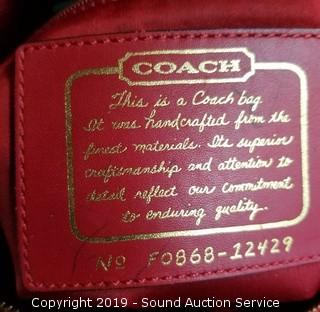 COACH
This is a Coach bag.
It was handcrafted from the
finest materials. Its superior
craftsmanship and attention to
detail reflect our commitment
to enduring quality.
No F0868-12429
Copyright 2019 - Sound Auction Service